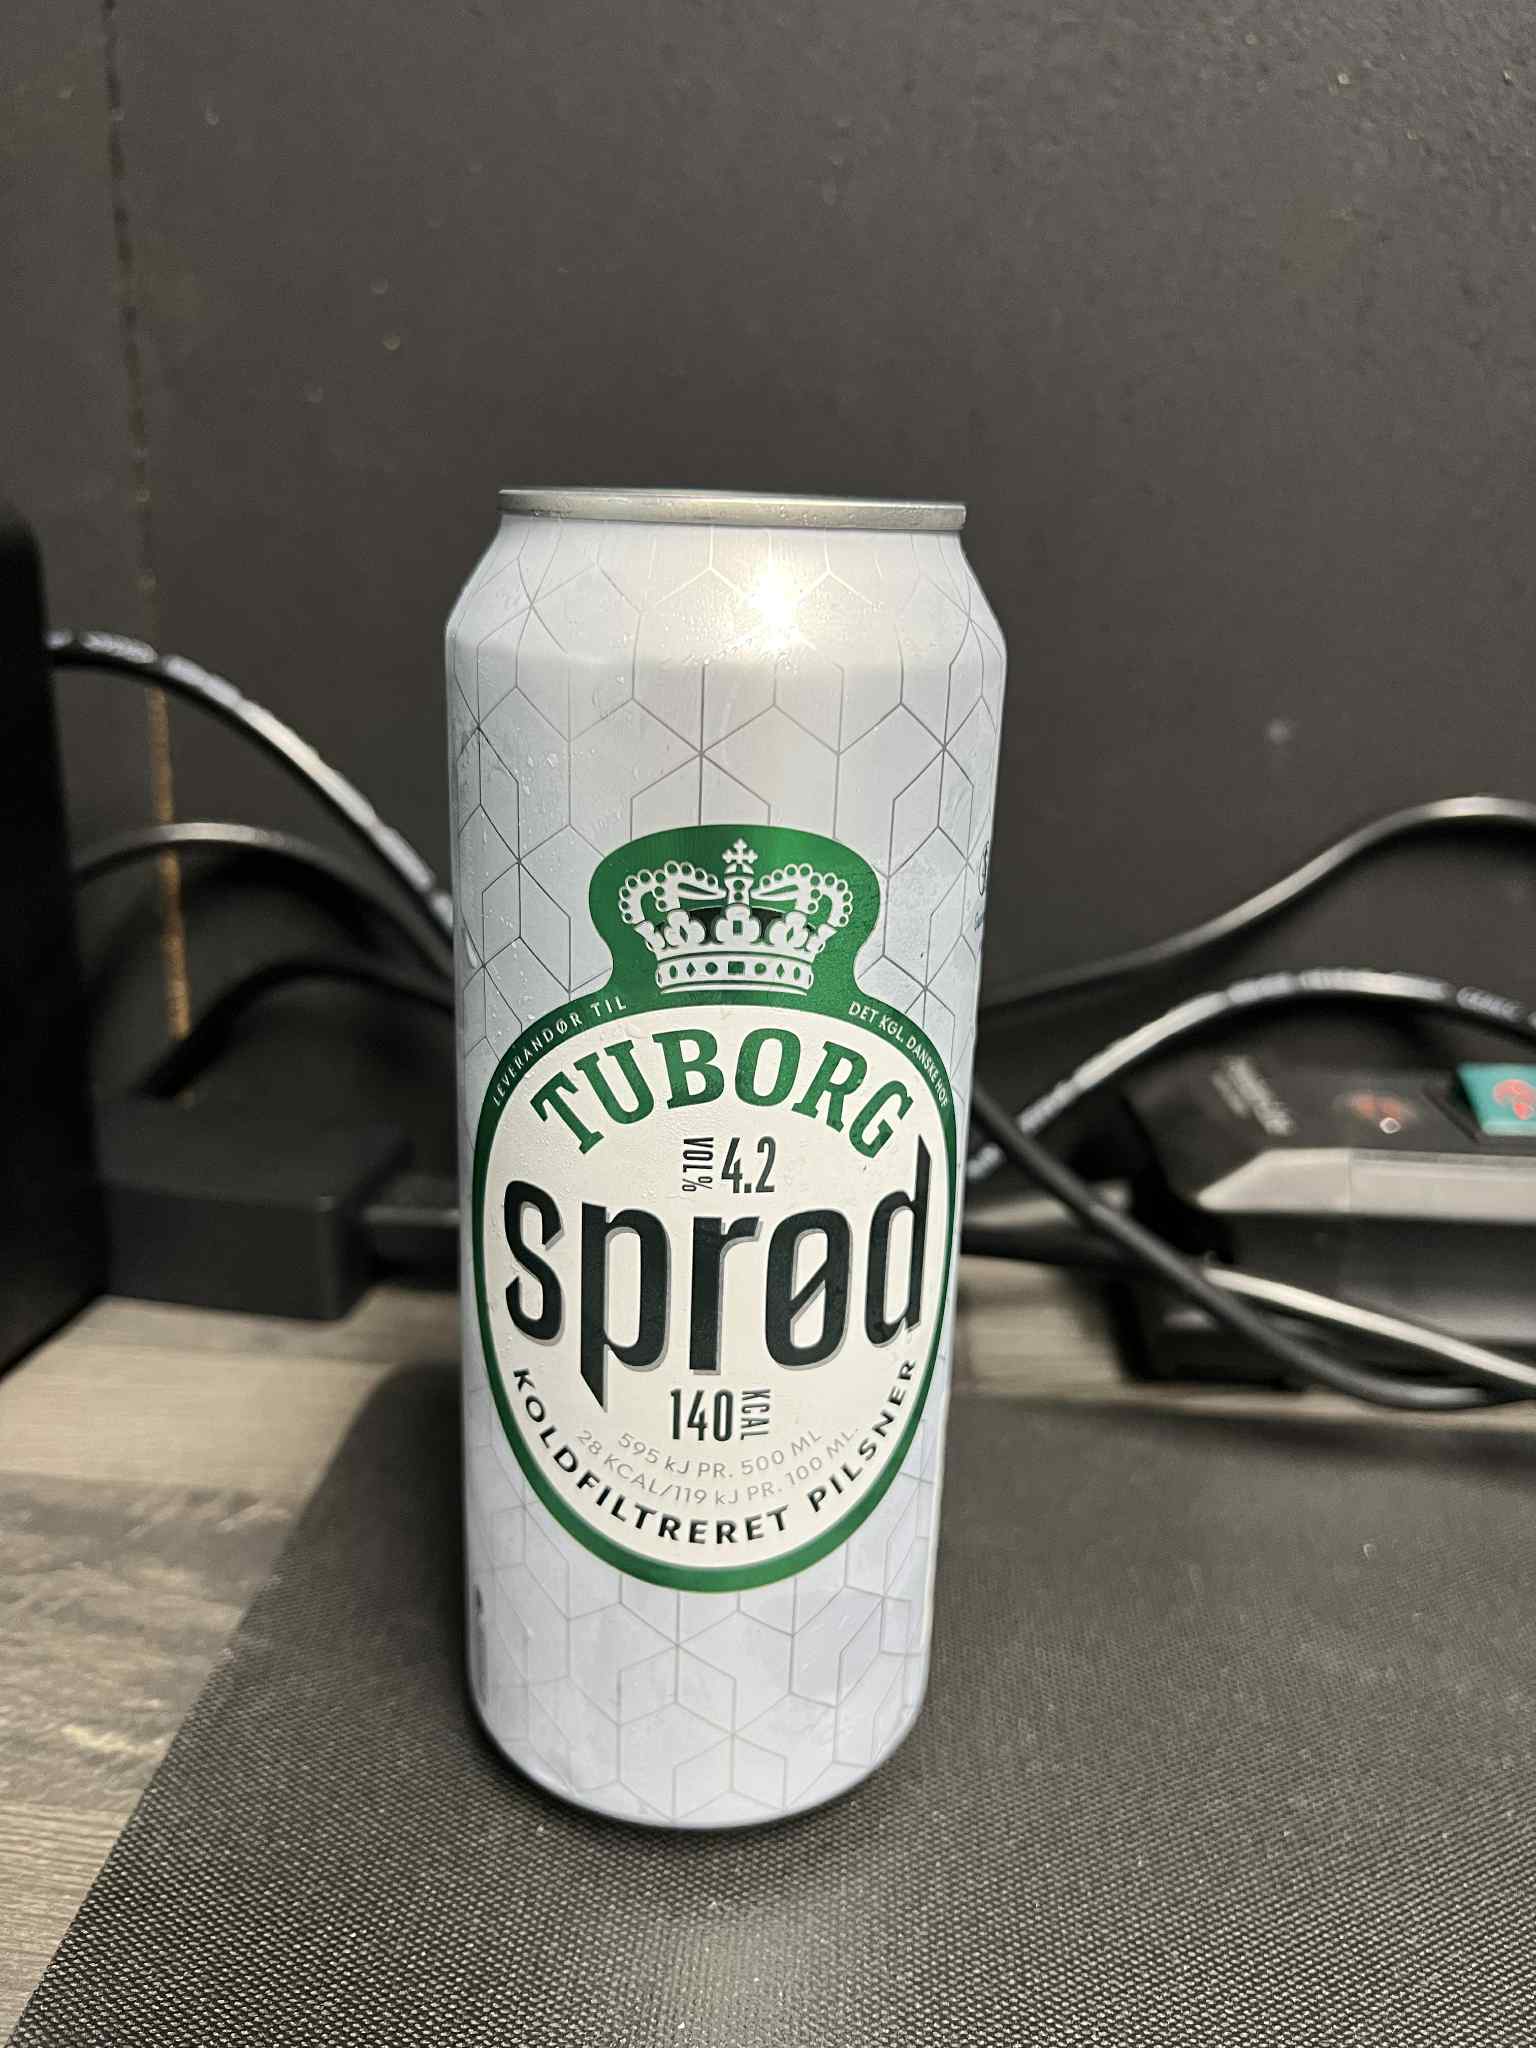 LEVERANDØR TIL DET KGL. DANSKE HOF
TUBORG
VOL% 4.2
sprød
140 KCAL
595 kJ PR. 500 ML
28 KCAL/119 kJ PR. 100 ML.
KOLDFILTRERET PILSNER